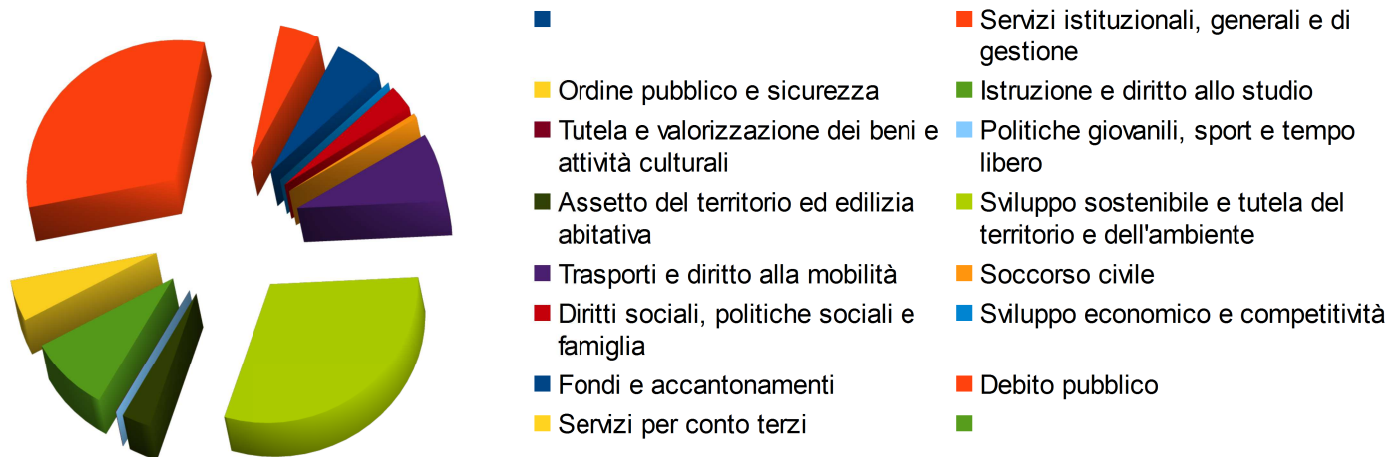 Servizi istituzionali, generali e di
gestione
Ordine pubblico e sicurezza
Istruzione e diritto allo studio
Tutela e valorizzazione dei beni e
attività culturali
Politiche giovanili, sport e tempo
libero
Assetto del territorio ed edilizia
abitativa
Sviluppo sostenibile e tutela del
territorio e dell'ambiente
Trasporti e diritto alla mobilità
Soccorso civile
Diritti sociali, politiche sociali e
famiglia
Sviluppo economico e competitività
Fondi e accantonamenti
Debito pubblico
Servizi per conto terzi